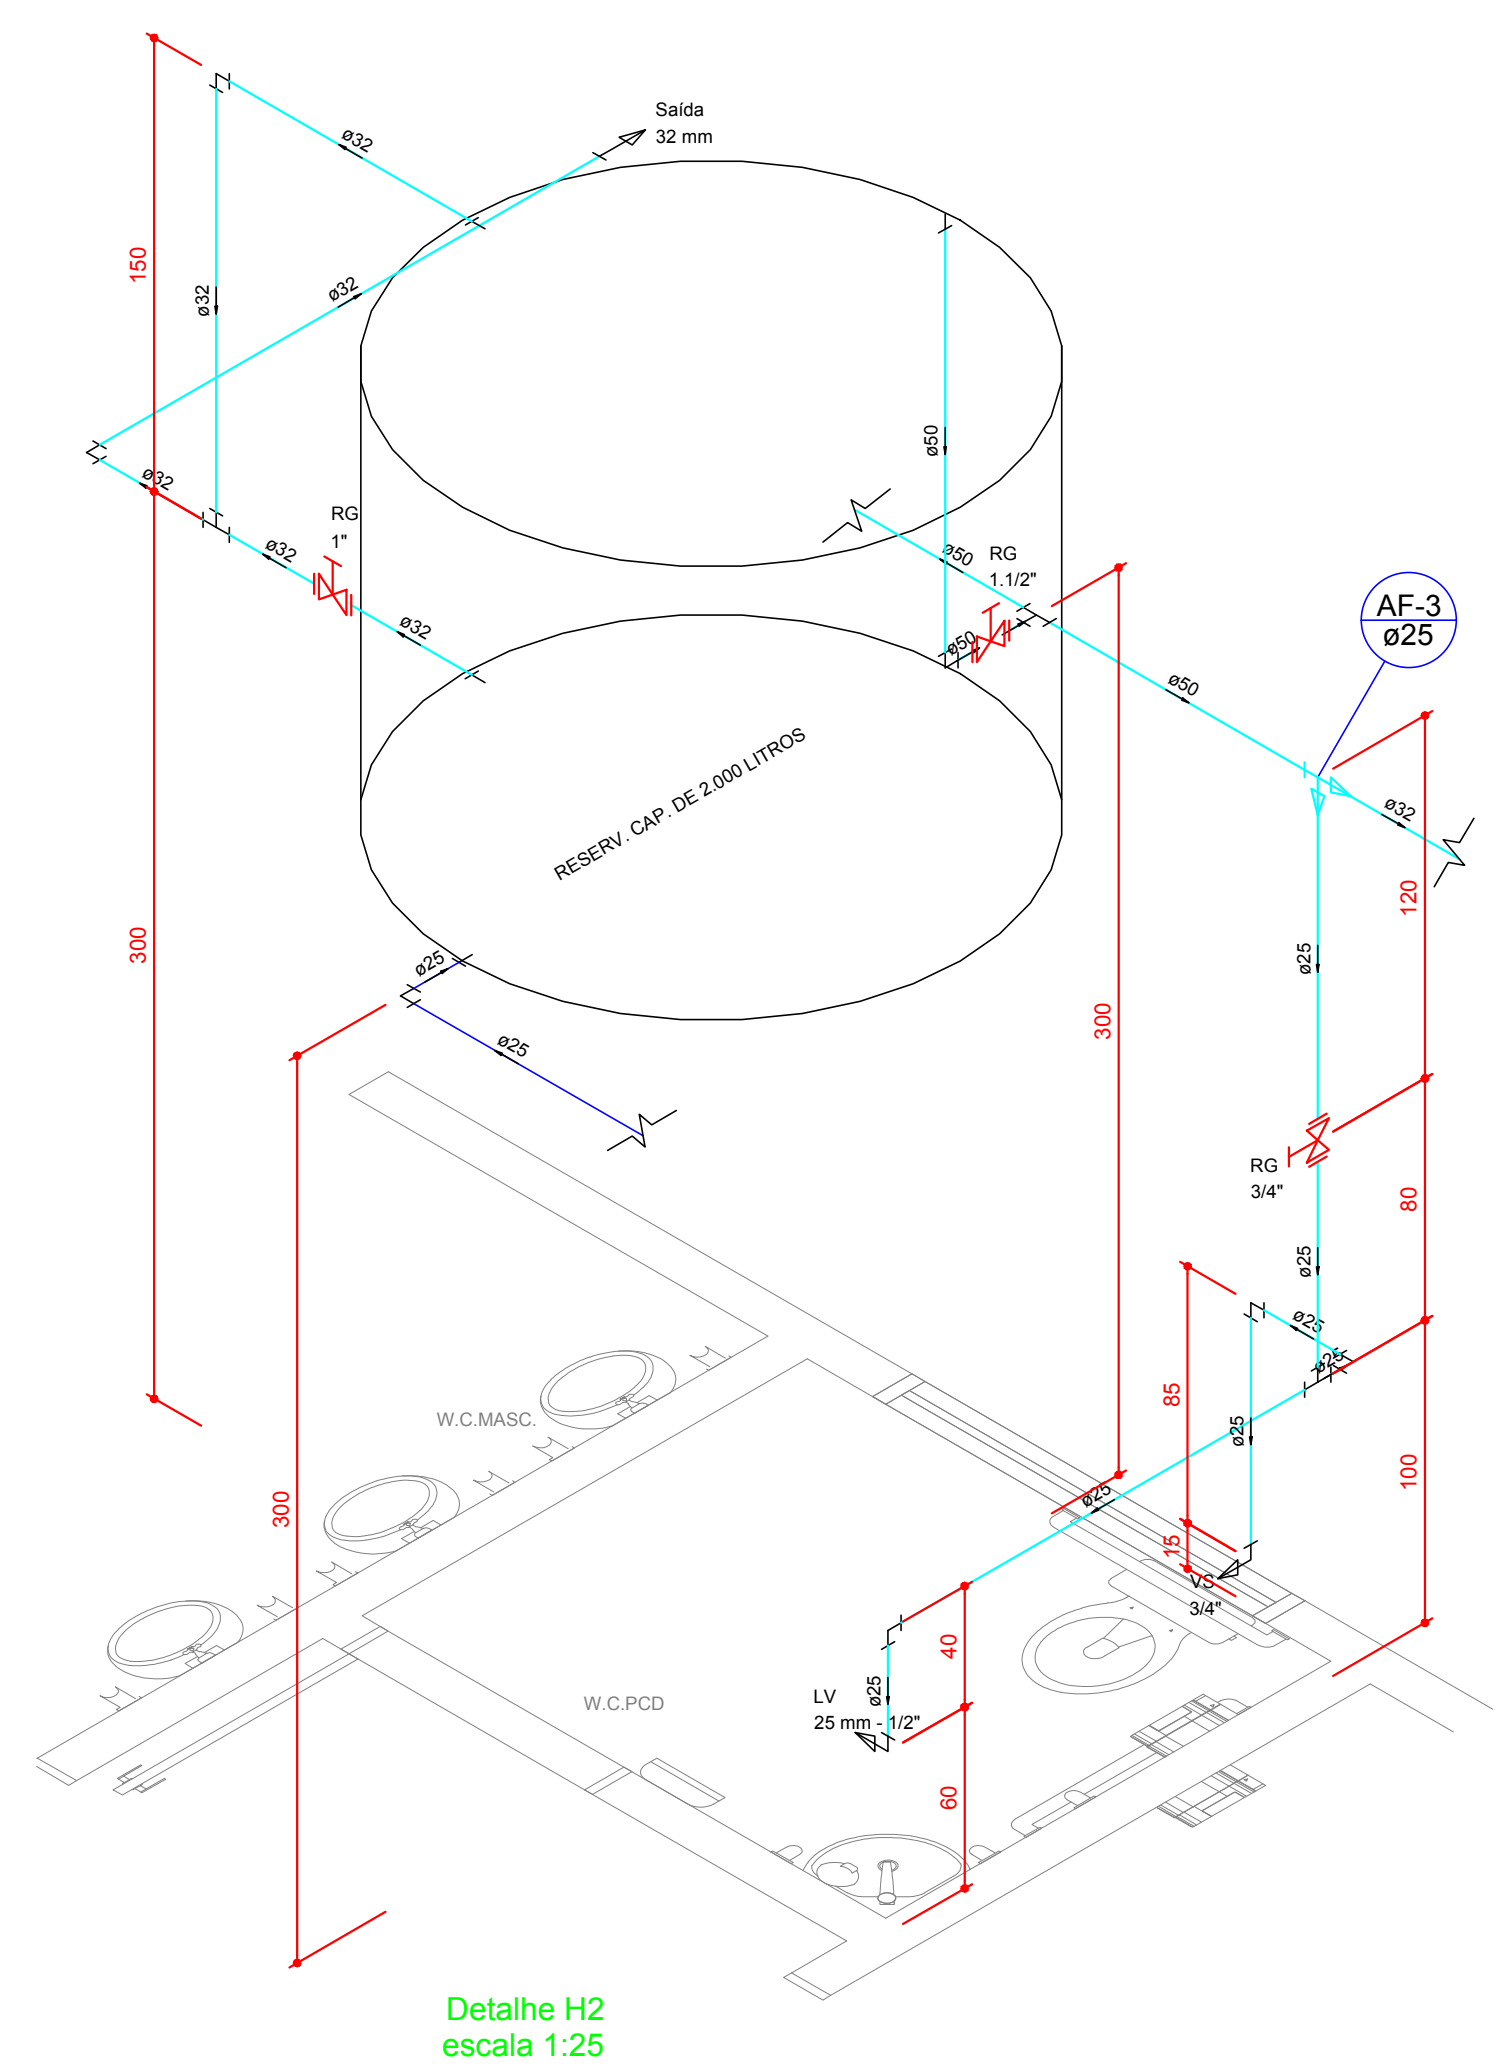 Saída
32 mm
ø32
150
ø32
ø32
ø50
ø32
RG
1"
ø32
ø50
RG
1.1/2"
AF-3
ø25
ø32
ø50
ø50
RESERV. CAP. DE 2.000 LITROS
ø32
120
300
ø25
ø25
300
ø25
RG
3/4"
80
ø25
ø25
ø25
85
W.C.MASC.
ø25
100
300
ø25
15
VS
3/4"
40
W.C.PCD
ø25
LV
25 mm - 1/2"
60
Detalhe H2
escala 1:25